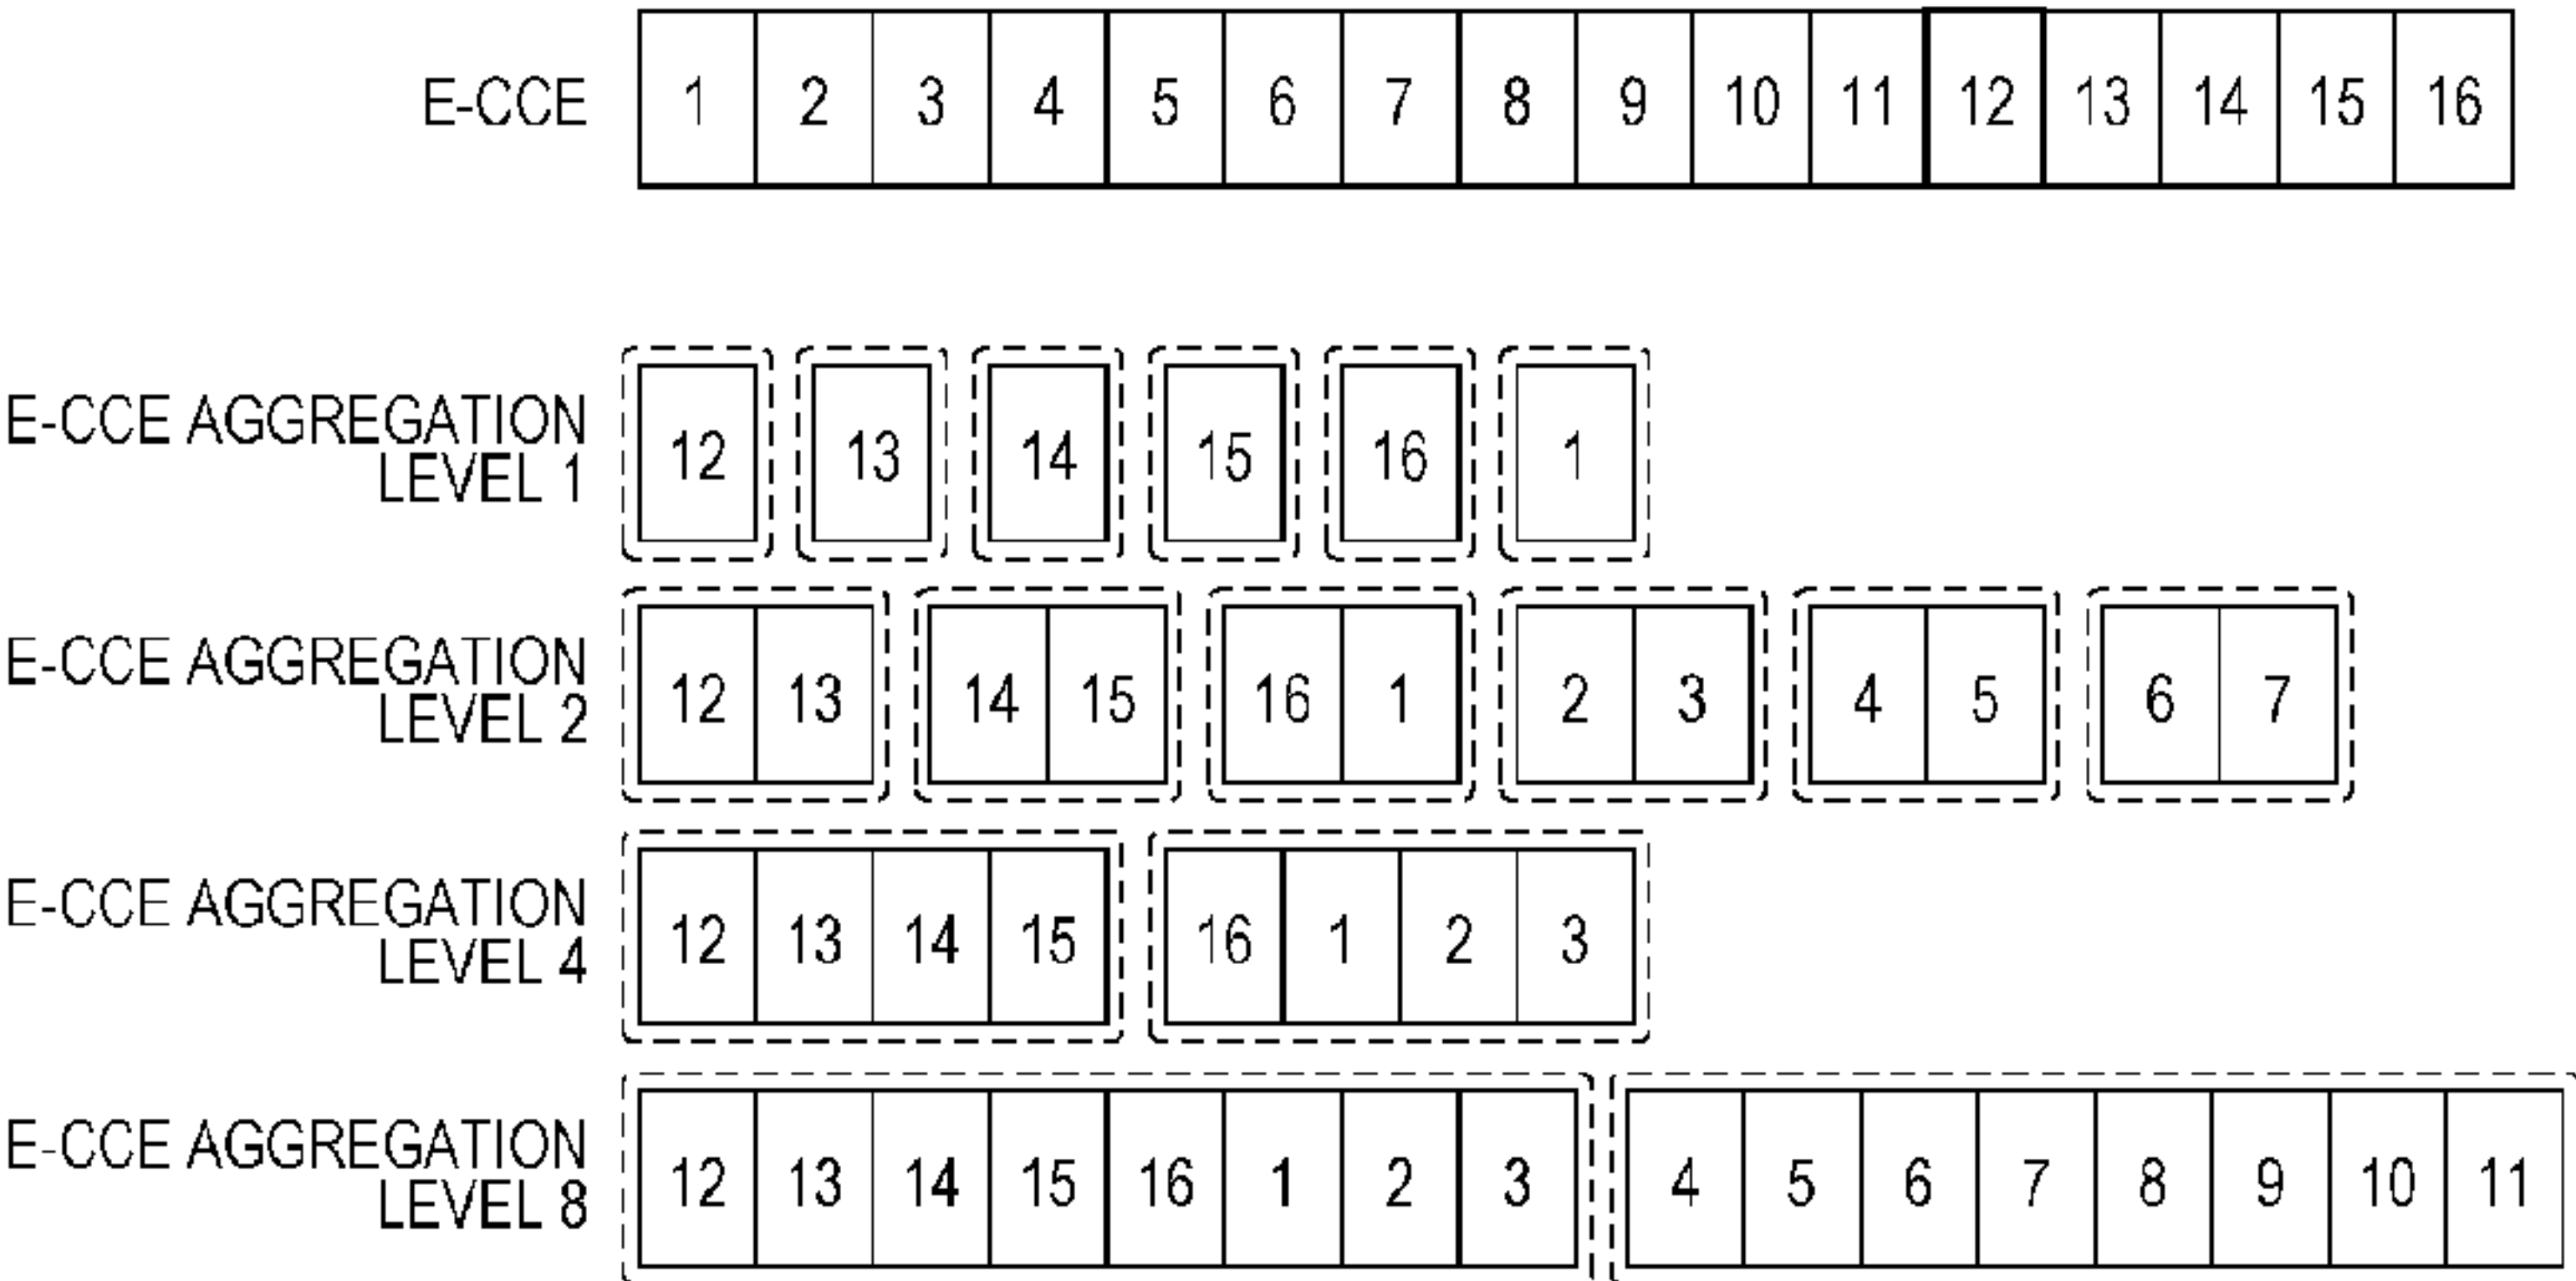 E-CCE 1 2 3 4 5 6 7 8 9 10 11 12 13 14 15 16
E-CCE AGGREGATION
LEVEL 1
12 13 14 15 16 1
E-CCE AGGREGATION
LEVEL 2
12 13 14 15 16 1 2 3 4 5 6 7
E-CCE AGGREGATION
LEVEL 4
12 13 14 15 16 1 2 3
E-CCE AGGREGATION
LEVEL 8
12 13 14 15 16 1 2 3 4 5 6 7 8 9 10 11